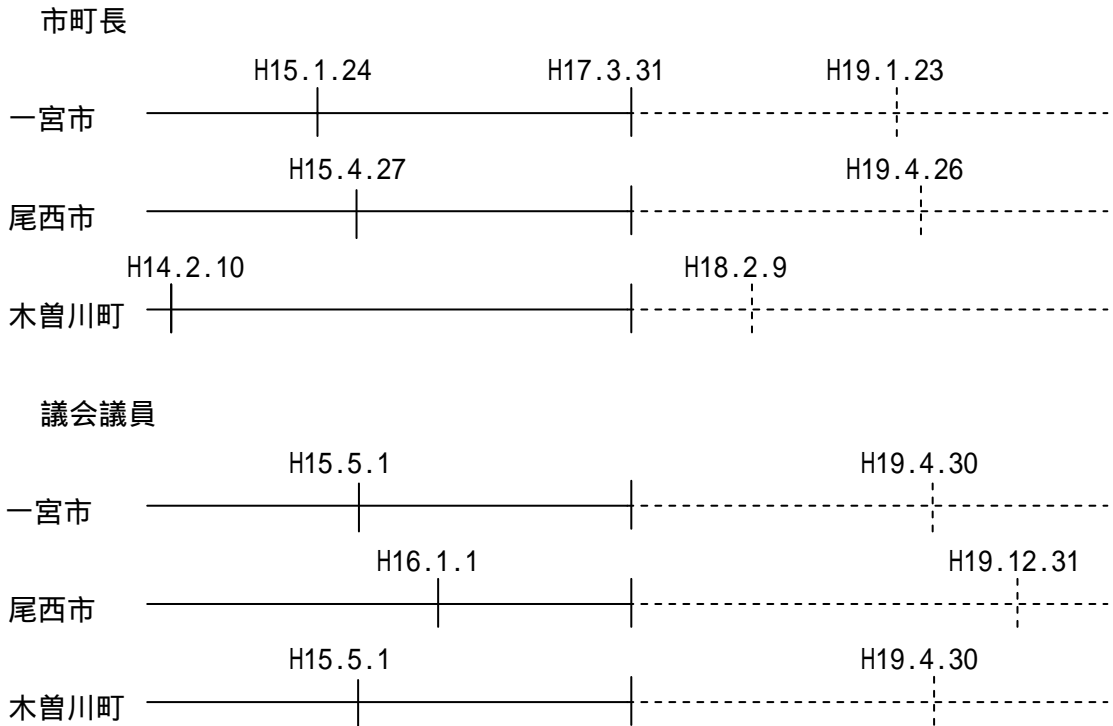 市町長
H15.1.24 H17.3.31 H19.1.23
一宮市
H15.4.27 H19.4.26
尾西市
H14.2.10 H18.2.9
木曽川町
議会議員
H15.5.1 H19.4.30
一宮市
H16.1.1 H19.12.31
尾西市
H15.5.1 H19.4.30
木曽川町